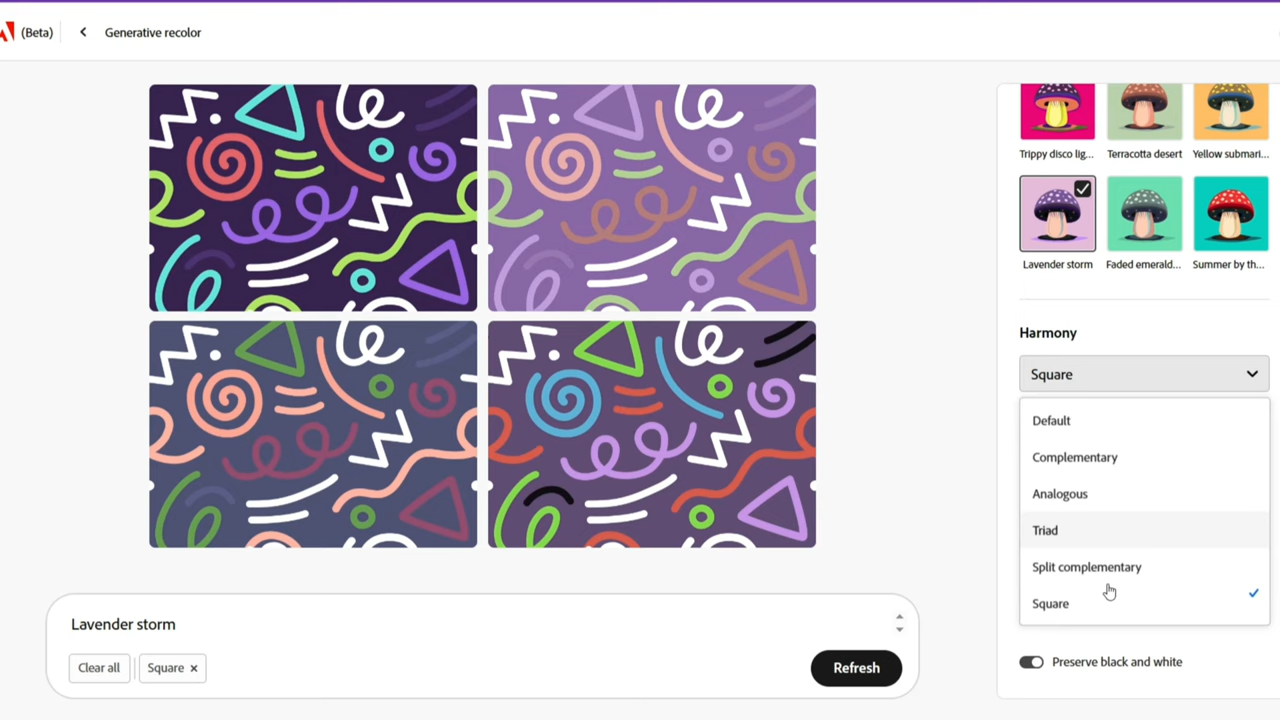 (Beta)
Generative recolor
Trippy disco lig...
Terracotta desert
Yellow submari...
Lavender storm
Faded emerald...
Summer by th...
Harmony
Square
Default
Complementary
Analogous
Triad
Split complementary
Square
Preserve black and white
Lavender storm
Clear all
Square ×
Refresh